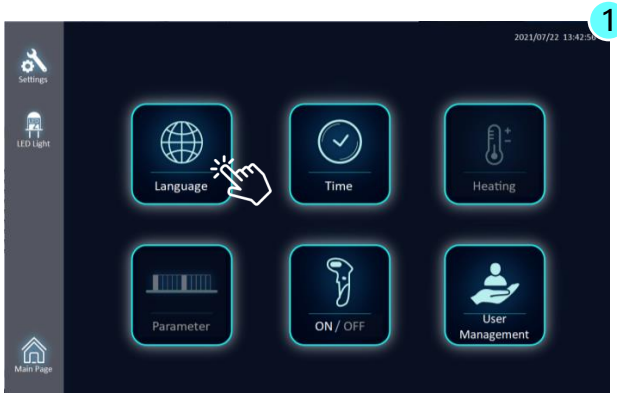 1
2021/07/22 13:42:56
Settings
LED Light
Language
Time
Heating
Parameter
ON / OFF
User
Management
Main Page